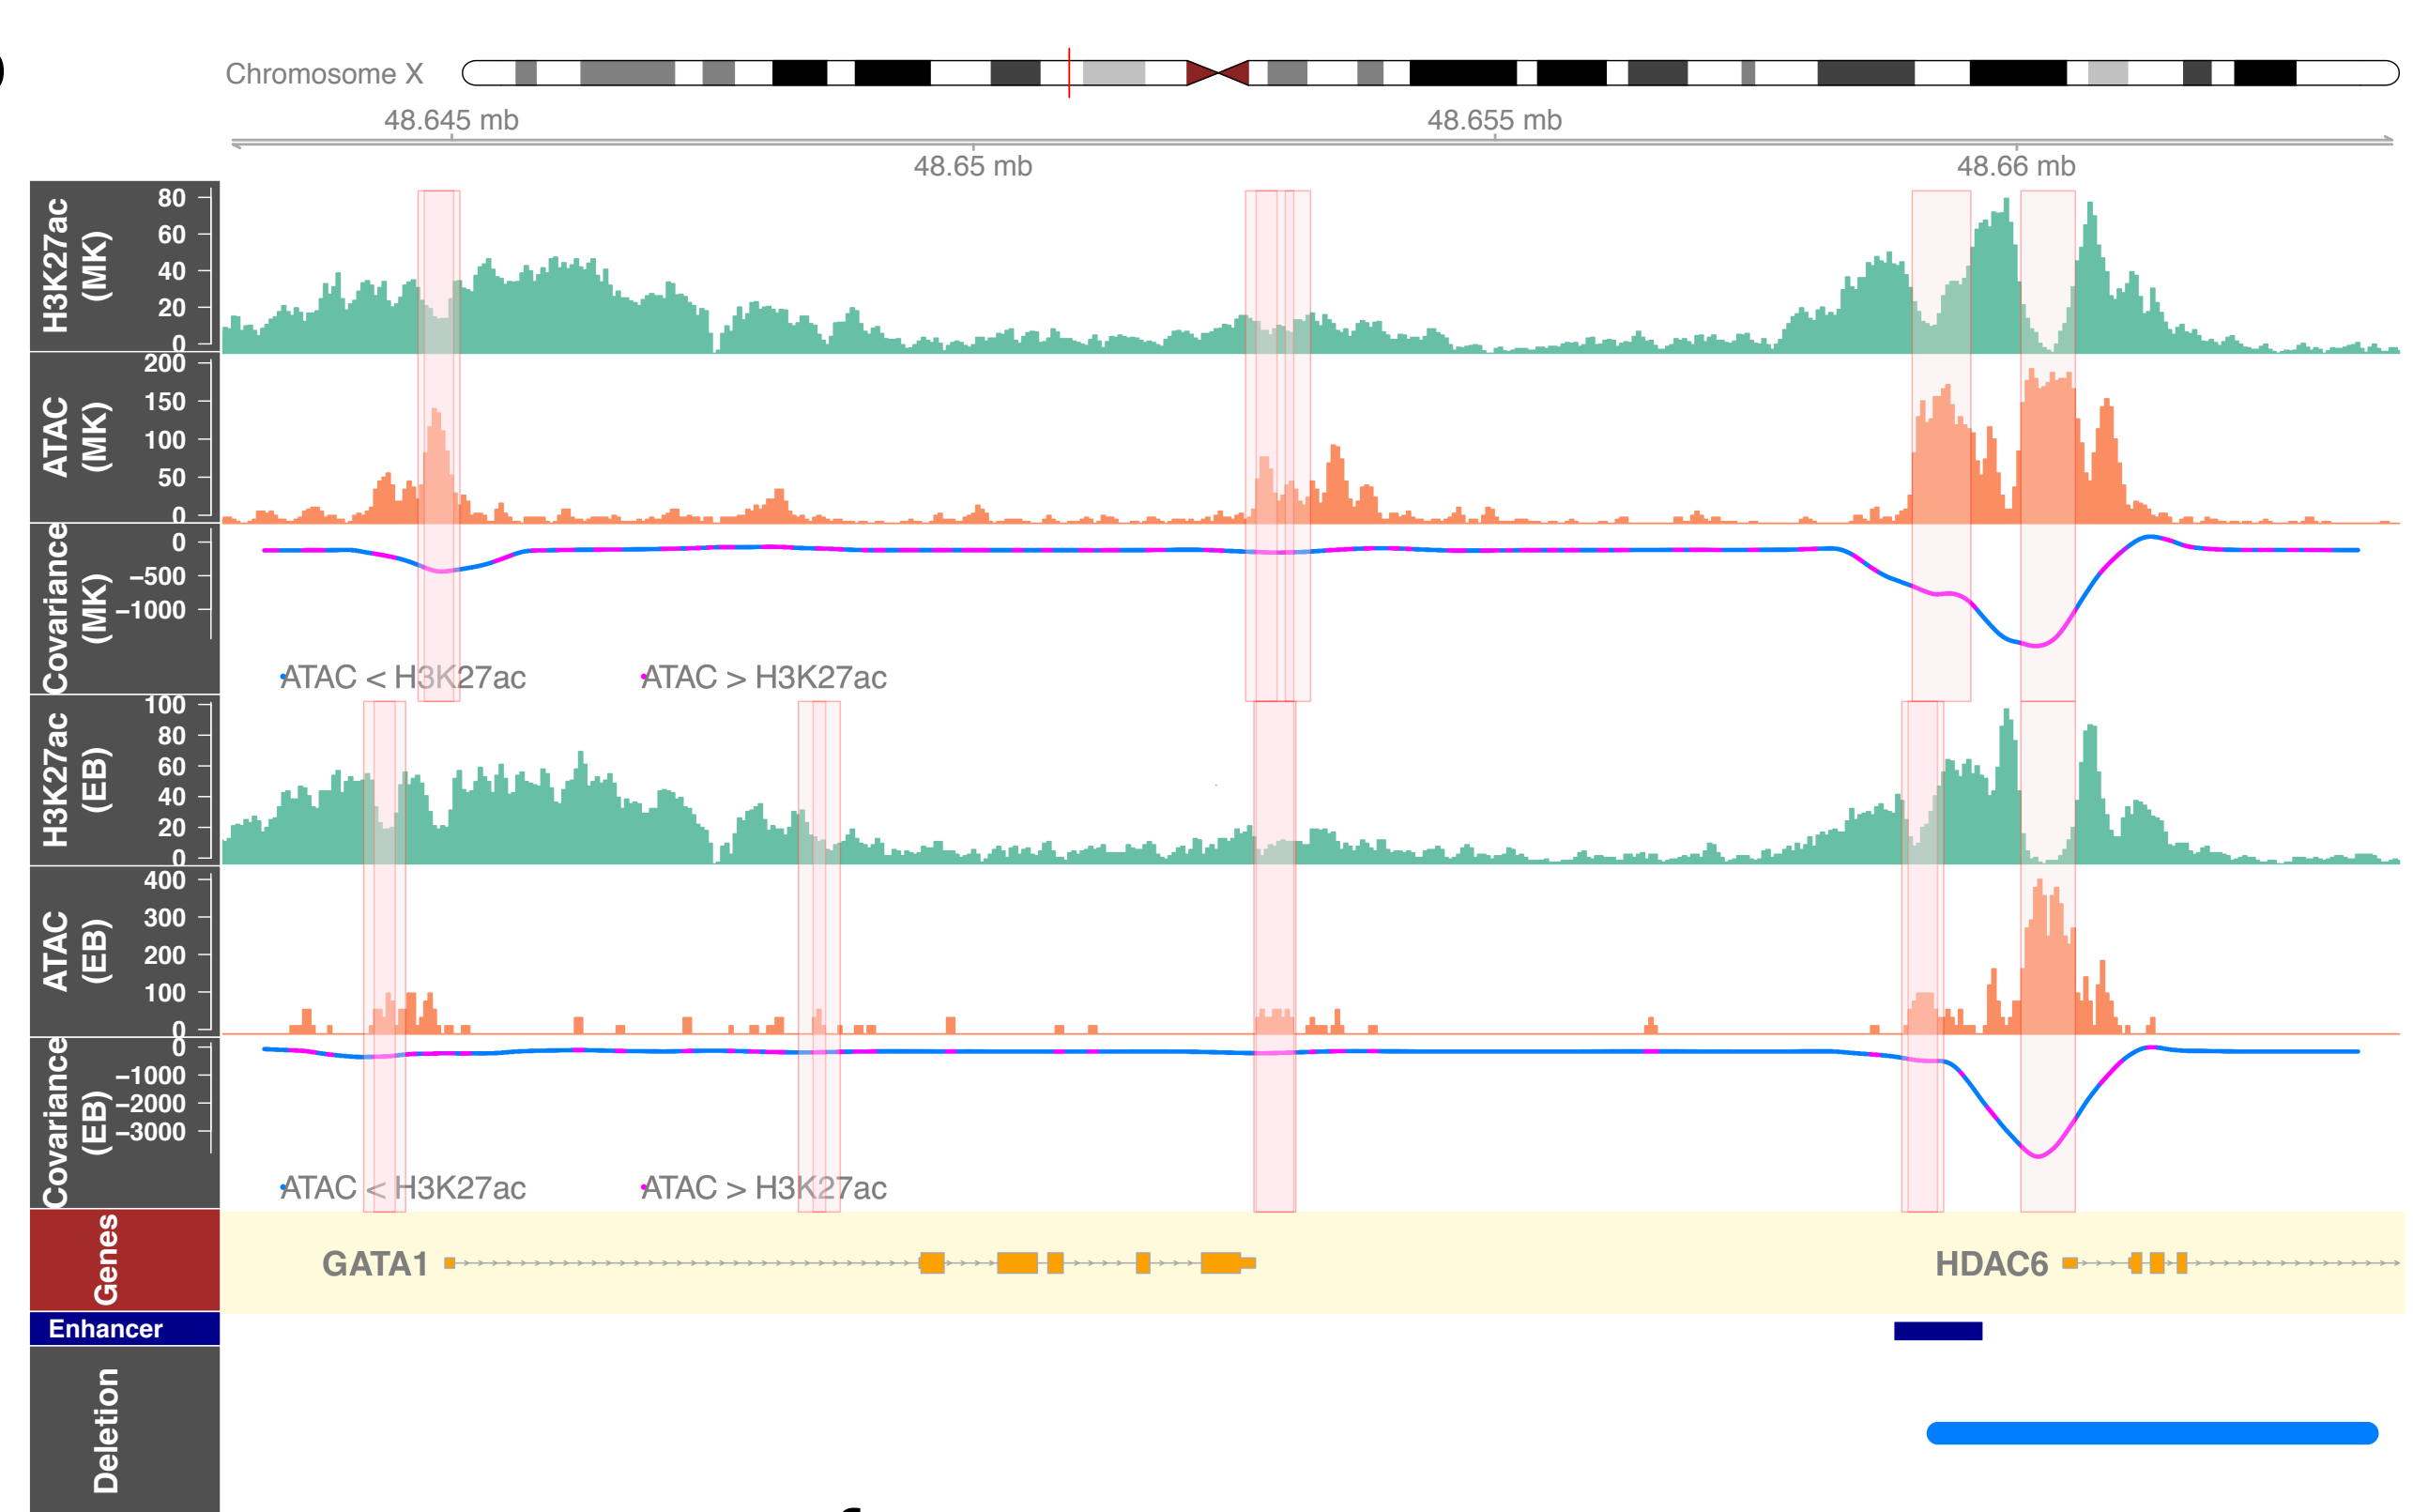 Chromosome X
48.645 mb
48.655 mb
48.65 mb
48.66 mb
H3K27ac
(MK)
80
60
40
20
0
ATAC
(MK)
200
150
100
50
0
Covariance
(MK)
0
−500
−1000
ATAC < H3K27ac
ATAC > H3K27ac
H3K27ac
(EB)
100
80
60
40
20
0
ATAC
(EB)
400
300
200
100
0
Covariance
(EB)
0
−1000
−2000
−3000
ATAC < H3K27ac
ATAC > H3K27ac
Genes
GATA1
HDAC6
Enhancer
Deletion